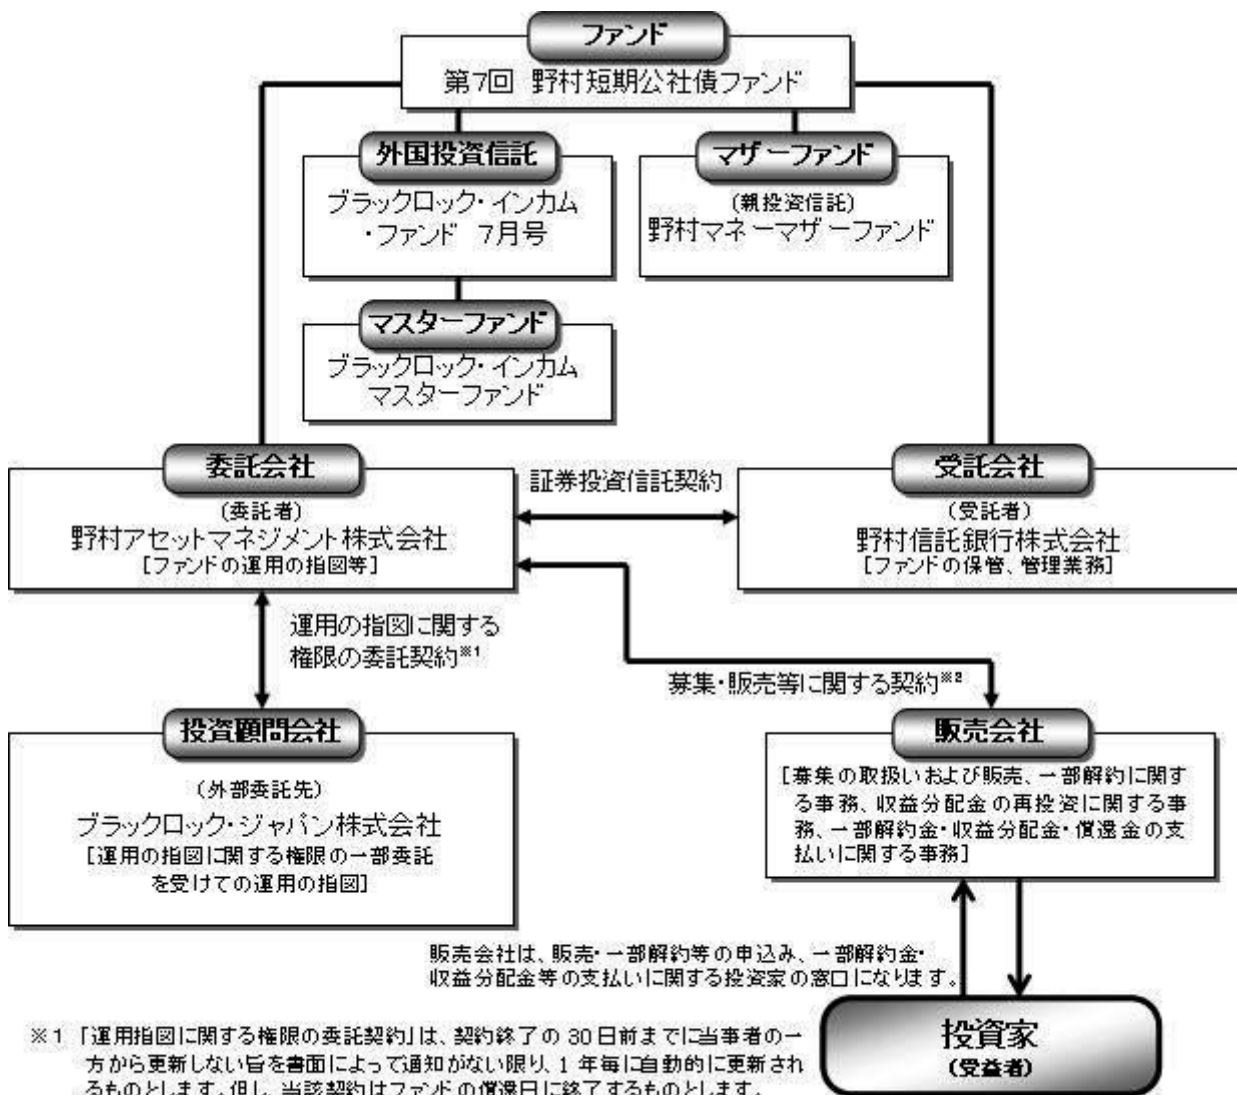 ファンド
第7回 野村短期公社債ファンド
外国投資信託
ブラックロック・インカム
・ファンド 7月号
マザーファンド
(親投資信託)
野村マネーマザーファンド
マスターファンド
ブラックロック・インカム
マスターファンド
委託会社
(委託者)
野村アセットマネジメント株式会社
[ファンドの運用の指図等]
証券投資信託契約
受託会社
(受託者)
野村信託銀行株式会社
[ファンドの保管、管理業務]
運用の指図に関する
権限の委託契約※1
募集・販売等に関する契約※2
投資顧問会社
(外部委託先)
ブラックロック・ジャパン株式会社
[運用の指図に関する権限の一部委託
を受けての運用の指図]
販売会社
[募集の取扱いおよび販売、一部解約に関す
る事務、収益分配金の再投資に関する事
務、一部解約金・収益分配金・償還金の支
払いに関する事務]
販売会社は、販売・一部解約等の申込み、一部解約金・
収益分配金等の支払いに関する投資家の窓口になります。
投資家
(受益者)
※1 「運用指図に関する権限の委託契約」は、契約終了の 30 日前までに当事者の一
方から更新しない旨を書面によって通知がない限り、1 年毎に自動的に更新され
るものとします。但し、当該契約はファンドの償還日に終了するものとします。